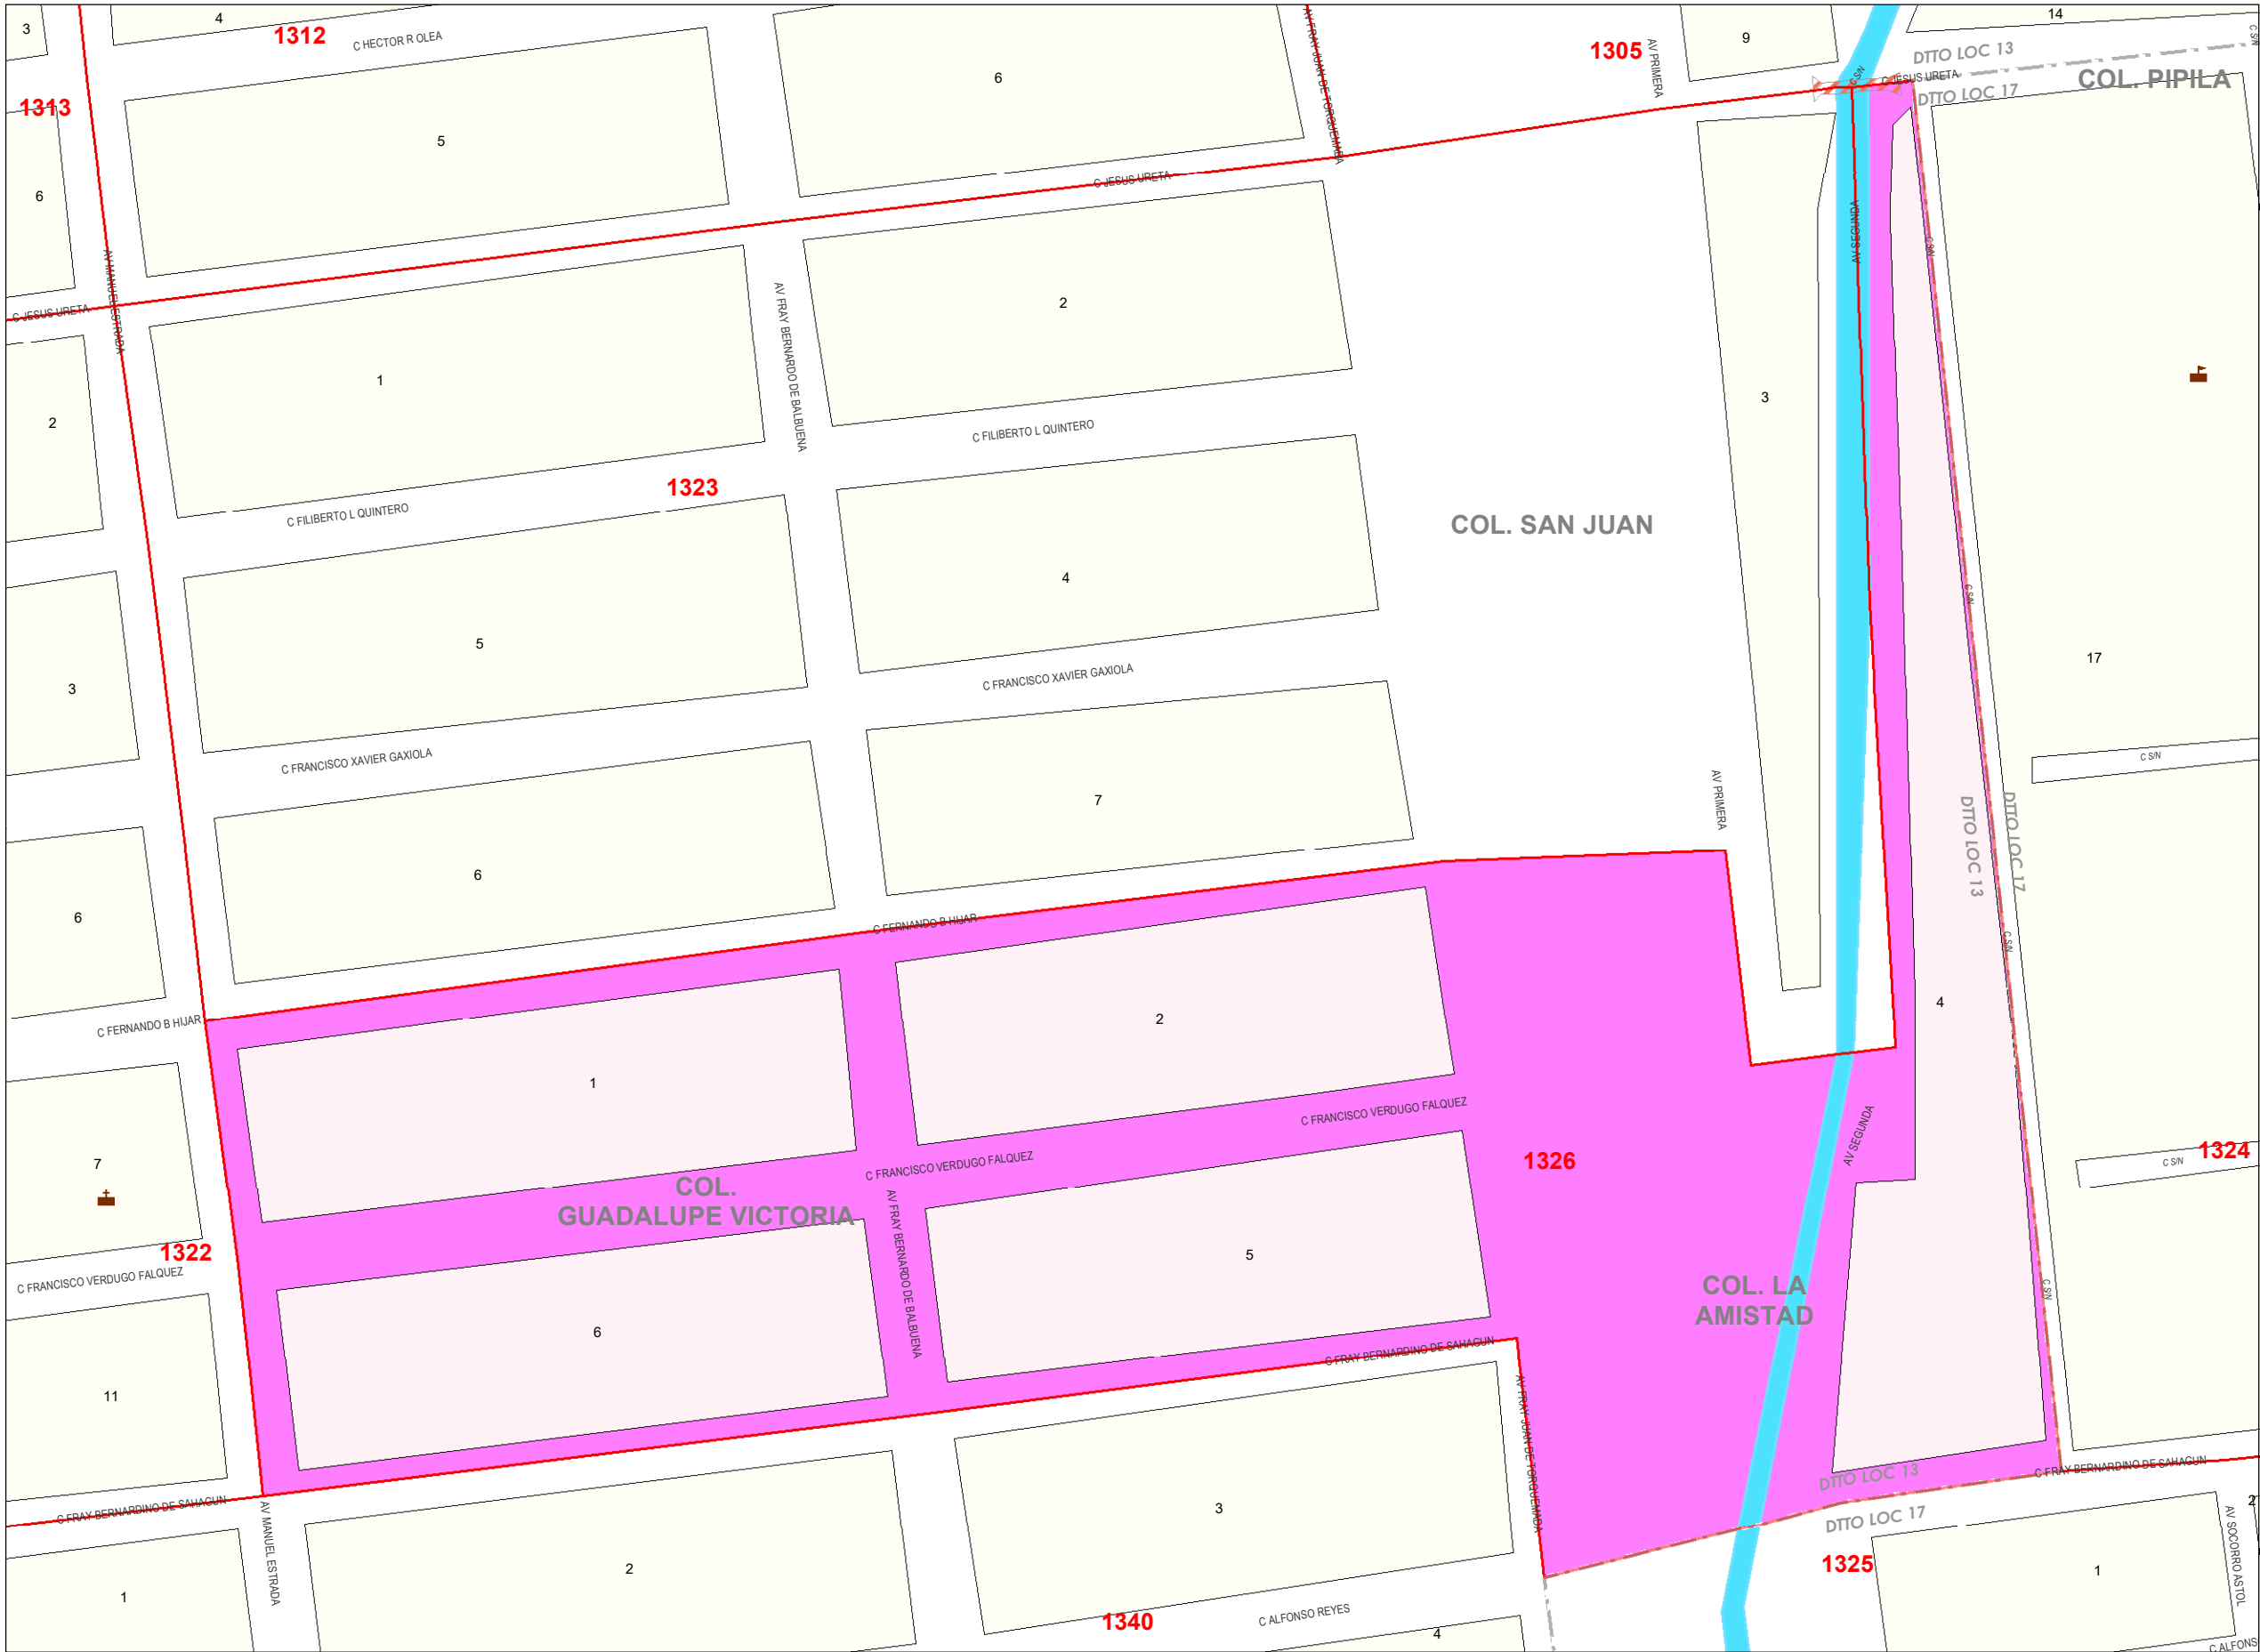 3
4
1312
C HECTOR R OLEA
6
AV FRAY JUAN DE TORQUEMADA
1305
AV PRIMERA
9
14
C S/N
DTTO LOC 13
C S/N
C JESUS URETA
COL. PIPILA
DTTO LOC 17
1313
5
6
C JESUS URETA
AV SEGUNDA
C S/N
AV MANUEL ESTRADA
C JESUS URETA
AV FRAY BERNARDO DE BALBUENA
2
1
3
2
C FILIBERTO L QUINTERO
1323
C FILIBERTO L QUINTERO
COL. SAN JUAN
4
C S/N
5
17
3
C FRANCISCO XAVIER GAXIOLA
C FRANCISCO XAVIER GAXIOLA
C S/N
7
AV PRIMERA
DTTO LOC 13
DTTO LOC 17
6
6
C FERNANDO B HIJAR
C S/N
4
C FERNANDO B HIJAR
2
1
C FRANCISCO VERDUGO FALQUEZ
AV SEGUNDA
1324
C S/N
1326
7
C FRANCISCO VERDUGO FALQUEZ
COL.
GUADALUPE VICTORIA
AV FRAY BERNARDO DE BALBUENA
1322
5
C FRANCISCO VERDUGO FALQUEZ
COL. LA
AMISTAD
C S/N
6
C FRAY BERNARDINO DE SAHAGUN
11
AV FRAY JUAN DE TORQUEMADA
C FRAY BERNARDINO DE SAHAGUN
DTTO LOC 13
C FRAY BERNARDINO DE SAHAGUN
AV MANUEL ESTRADA
3
DTTO LOC 17
2
AV SOCORRO ASTOL
1325
2
1
1
1340
C ALFONSO REYES
4
C ALFONS